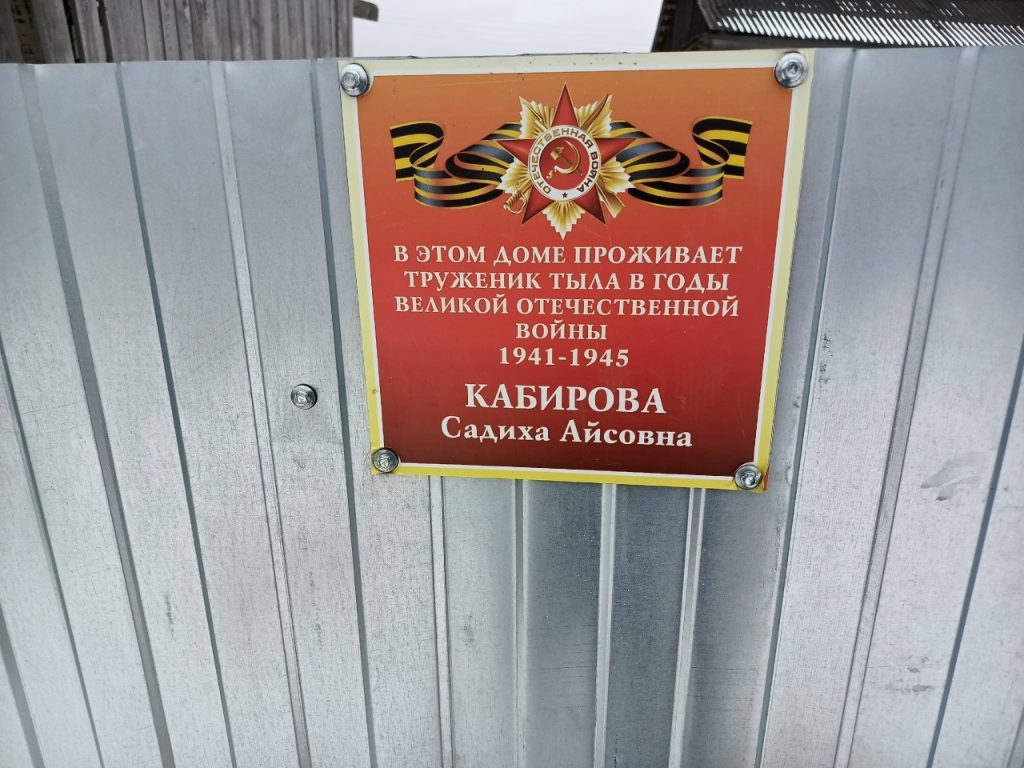 ОТЕЧЕСТВЕННАЯ ВОЙНА
В ЭТОМ ДОМЕ ПРОЖИВАЕТ
ТРУЖЕНИК ТЫЛА В ГОДЫ
ВЕЛИКОЙ ОТЕЧЕСТВЕННОЙ
ВОЙНЫ
1941-1945
КАБИРОВА
Садиха Айсовна